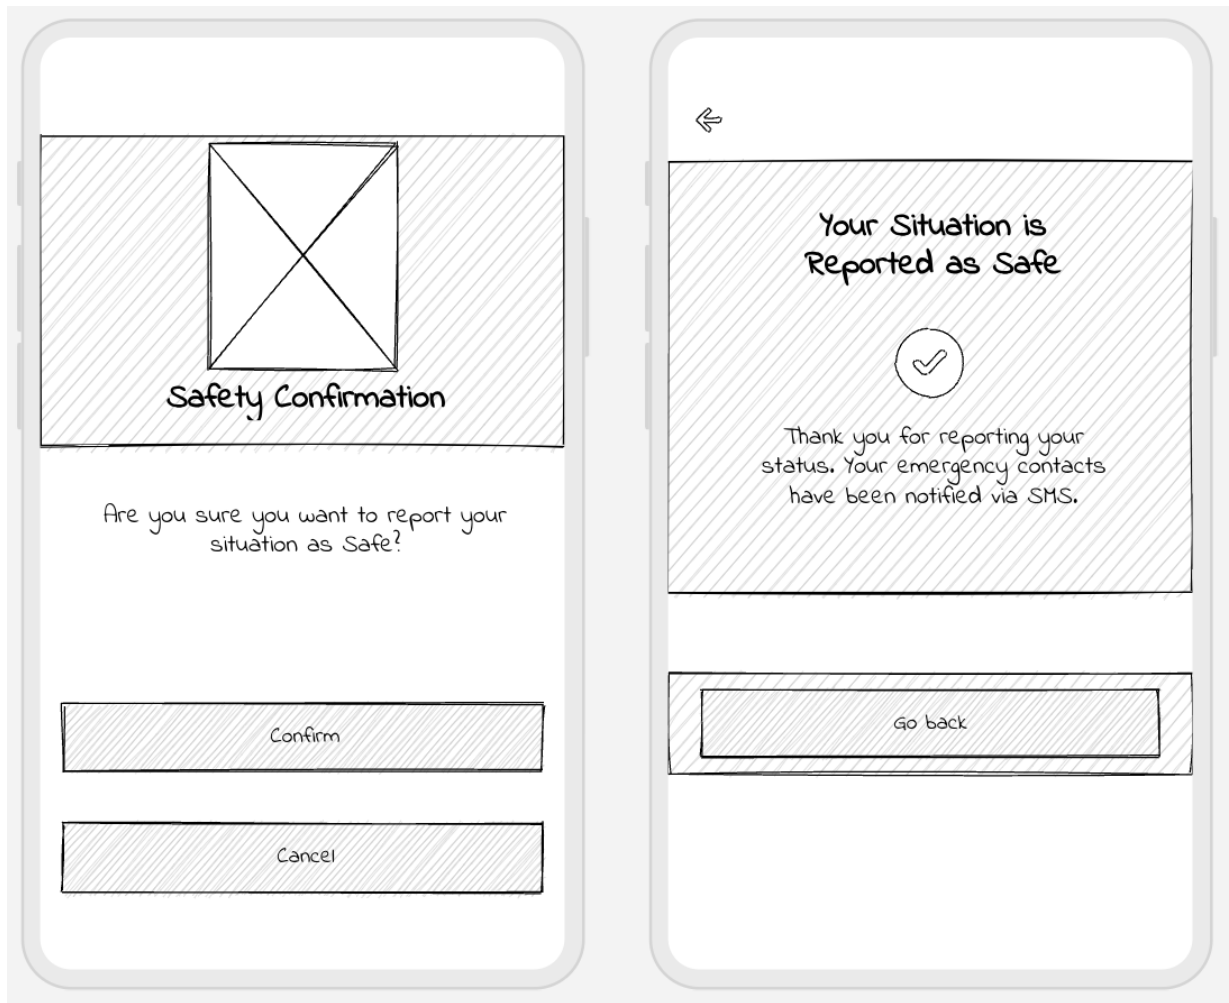 Safety Confirmation
Are you sure you want to report your
situation as Safe?
Confirm
Cancel
Your Situation is
Reported as Safe
Thank you for reporting your
status. Your emergency contacts
have been notified via SMS.
Go back